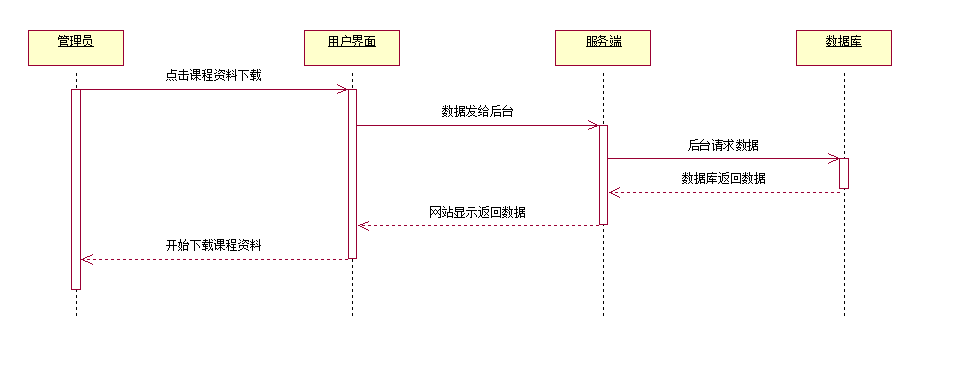 管理员
用户界面
服务端
数据库
点击课程资料下载
数据发给后台
后台请求数据
数据库返回数据
网站显示返回数据
开始下载课程资料